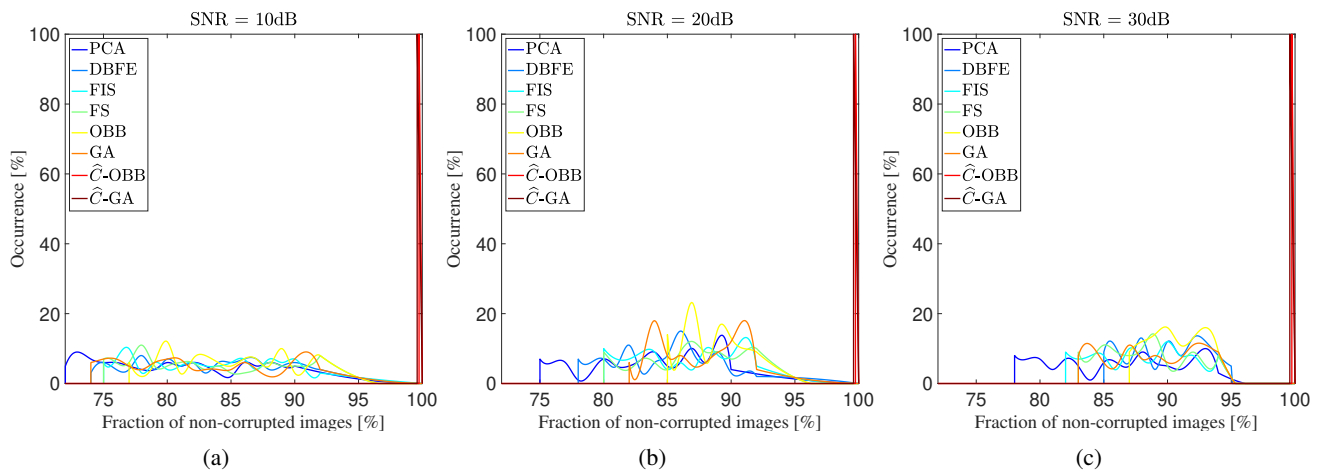 SNR = 10dB
100
80
60
40
20
0
Occurrence [%]
PCA
DBFE
FIS
FS
OBB
GA
Ĉ-OBB
Ĉ-GA
75 80 85 90 95 100
Fraction of non-corrupted images [%]
(a)
SNR = 20dB
100
80
60
40
20
0
Occurrence [%]
PCA
DBFE
FIS
FS
OBB
GA
Ĉ-OBB
Ĉ-GA
70 75 80 85 90 95 100
Fraction of non-corrupted images [%]
(b)
SNR = 30dB
100
80
60
40
20
0
Occurrence [%]
PCA
DBFE
FIS
FS
OBB
GA
Ĉ-OBB
Ĉ-GA
75 80 85 90 95 100
Fraction of non-corrupted images [%]
(c)